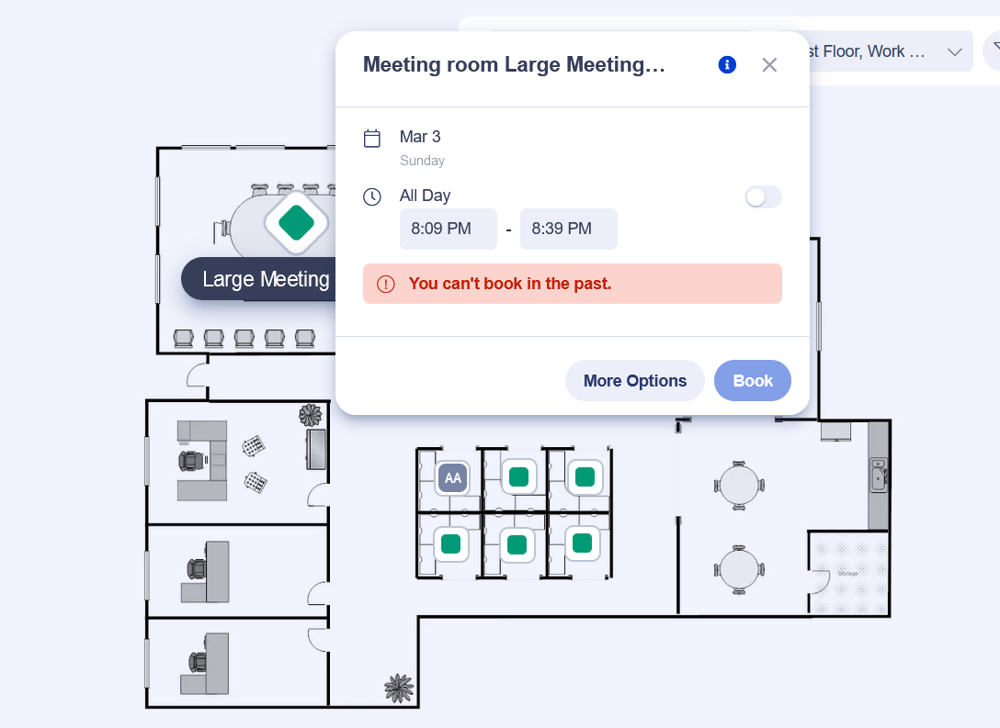 Meeting room Large Meeting…
st Floor, Work …
Mar 3
Sunday
All Day
8:09 PM - 8:39 PM
Large Meeting
You can't book in the past.
More Options
Book
AA
Storage